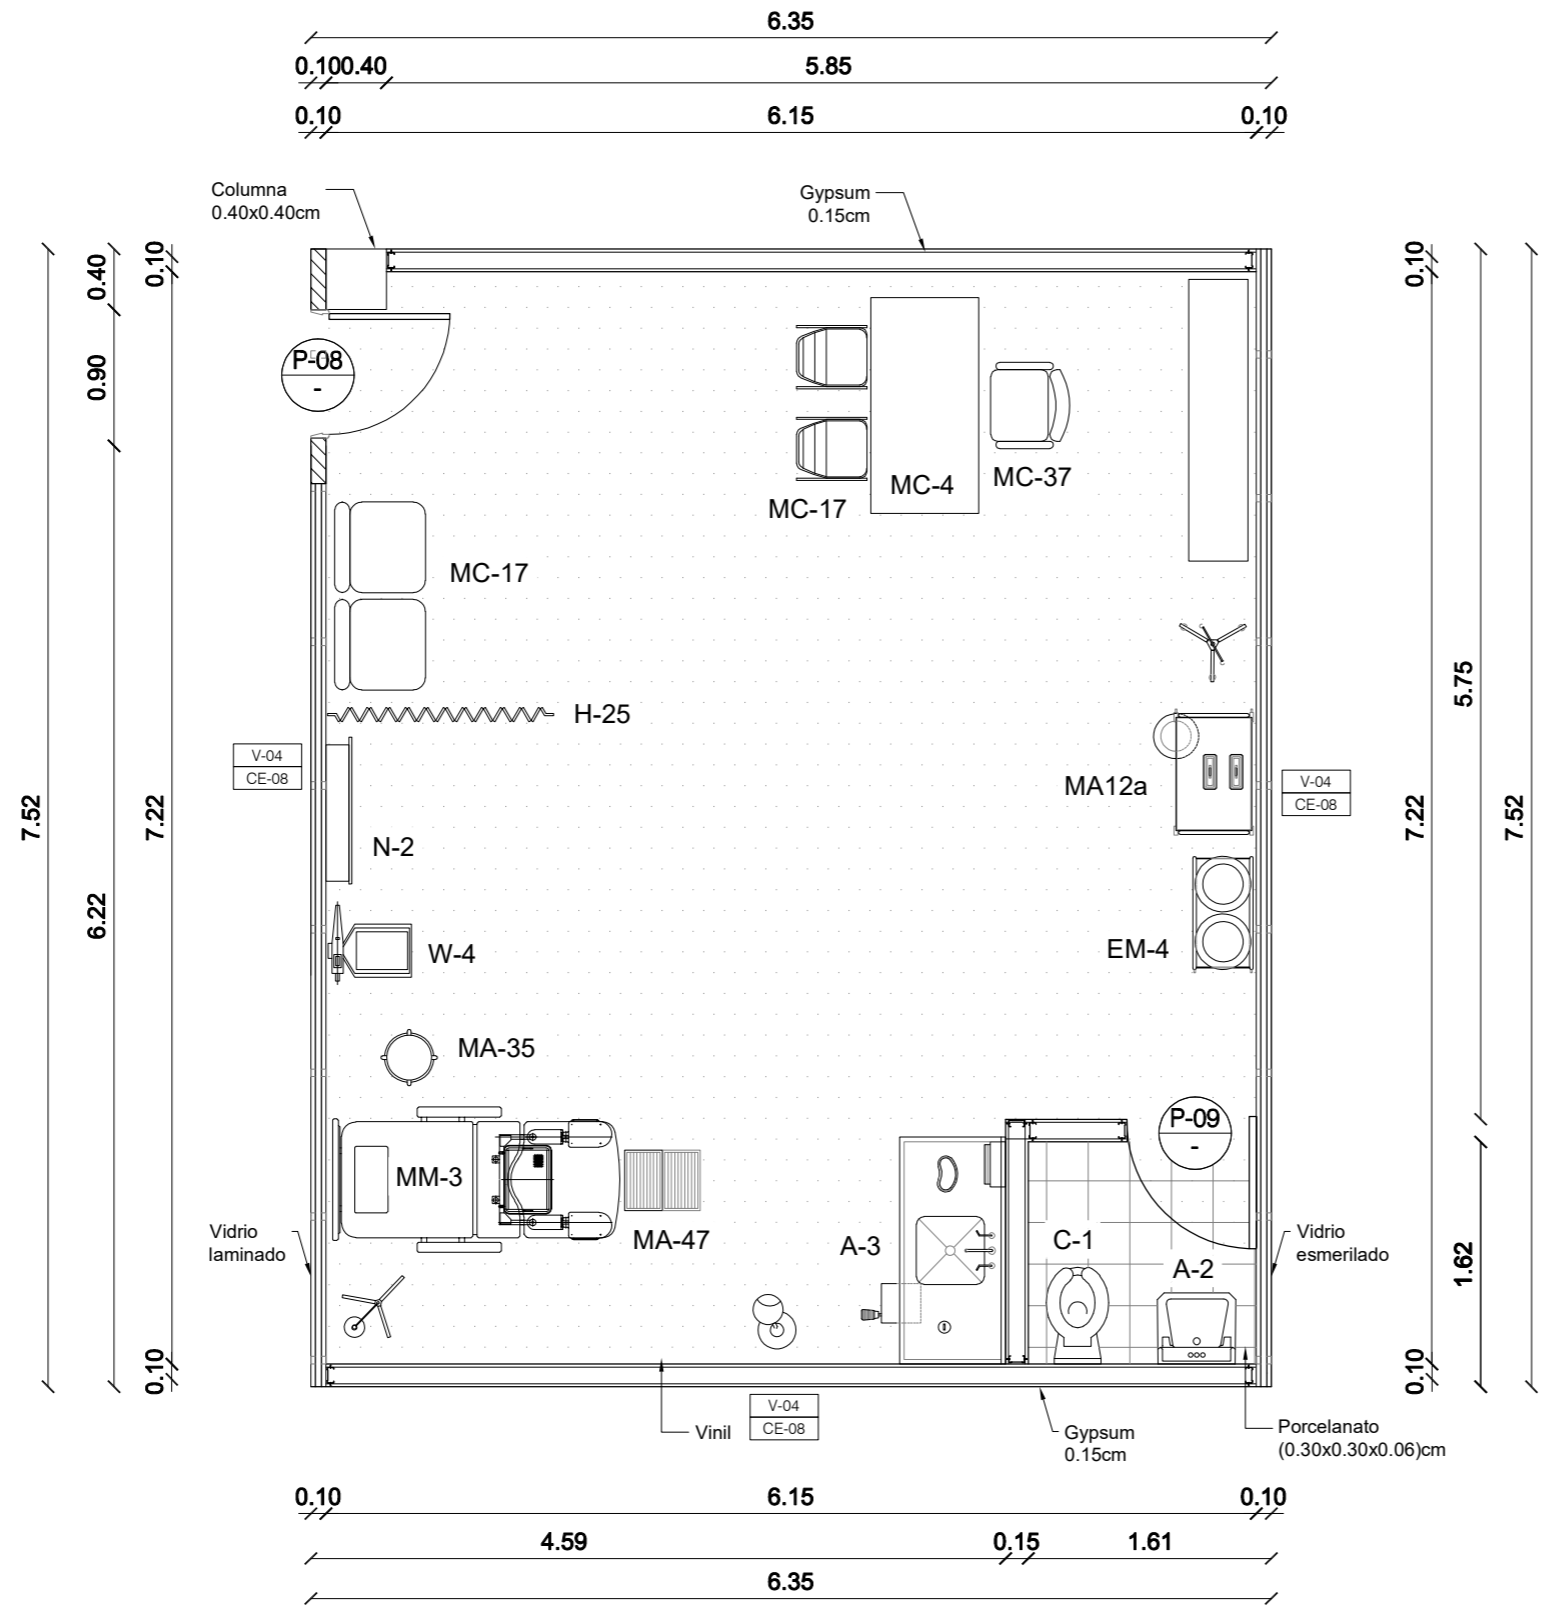 6.35
0.10
0.40
5.85
0.10
6.15
0.10
Columna
0.40x0.40cm
Gypsum
0.15cm
7.52
0.40
0.90
6.22
0.10
7.22
0.10
0.10
7.22
0.10
5.75
1.62
7.52
P-08
-
MC-17
MC-4
MC-37
MC-17
H-25
V-04
CE-08
N-2
MA12a
V-04
CE-08
W-4
EM-4
MA-35
P-09
-
MM-3
MA-47
A-3
C-1
A-2
Vidrio
laminado
Vidrio
esmerilado
Vinil
V-04
CE-08
Gypsum
0.15cm
Porcelanato
(0.30x0.30x0.06)cm
0.10
6.15
0.10
4.59
0.15
1.61
6.35